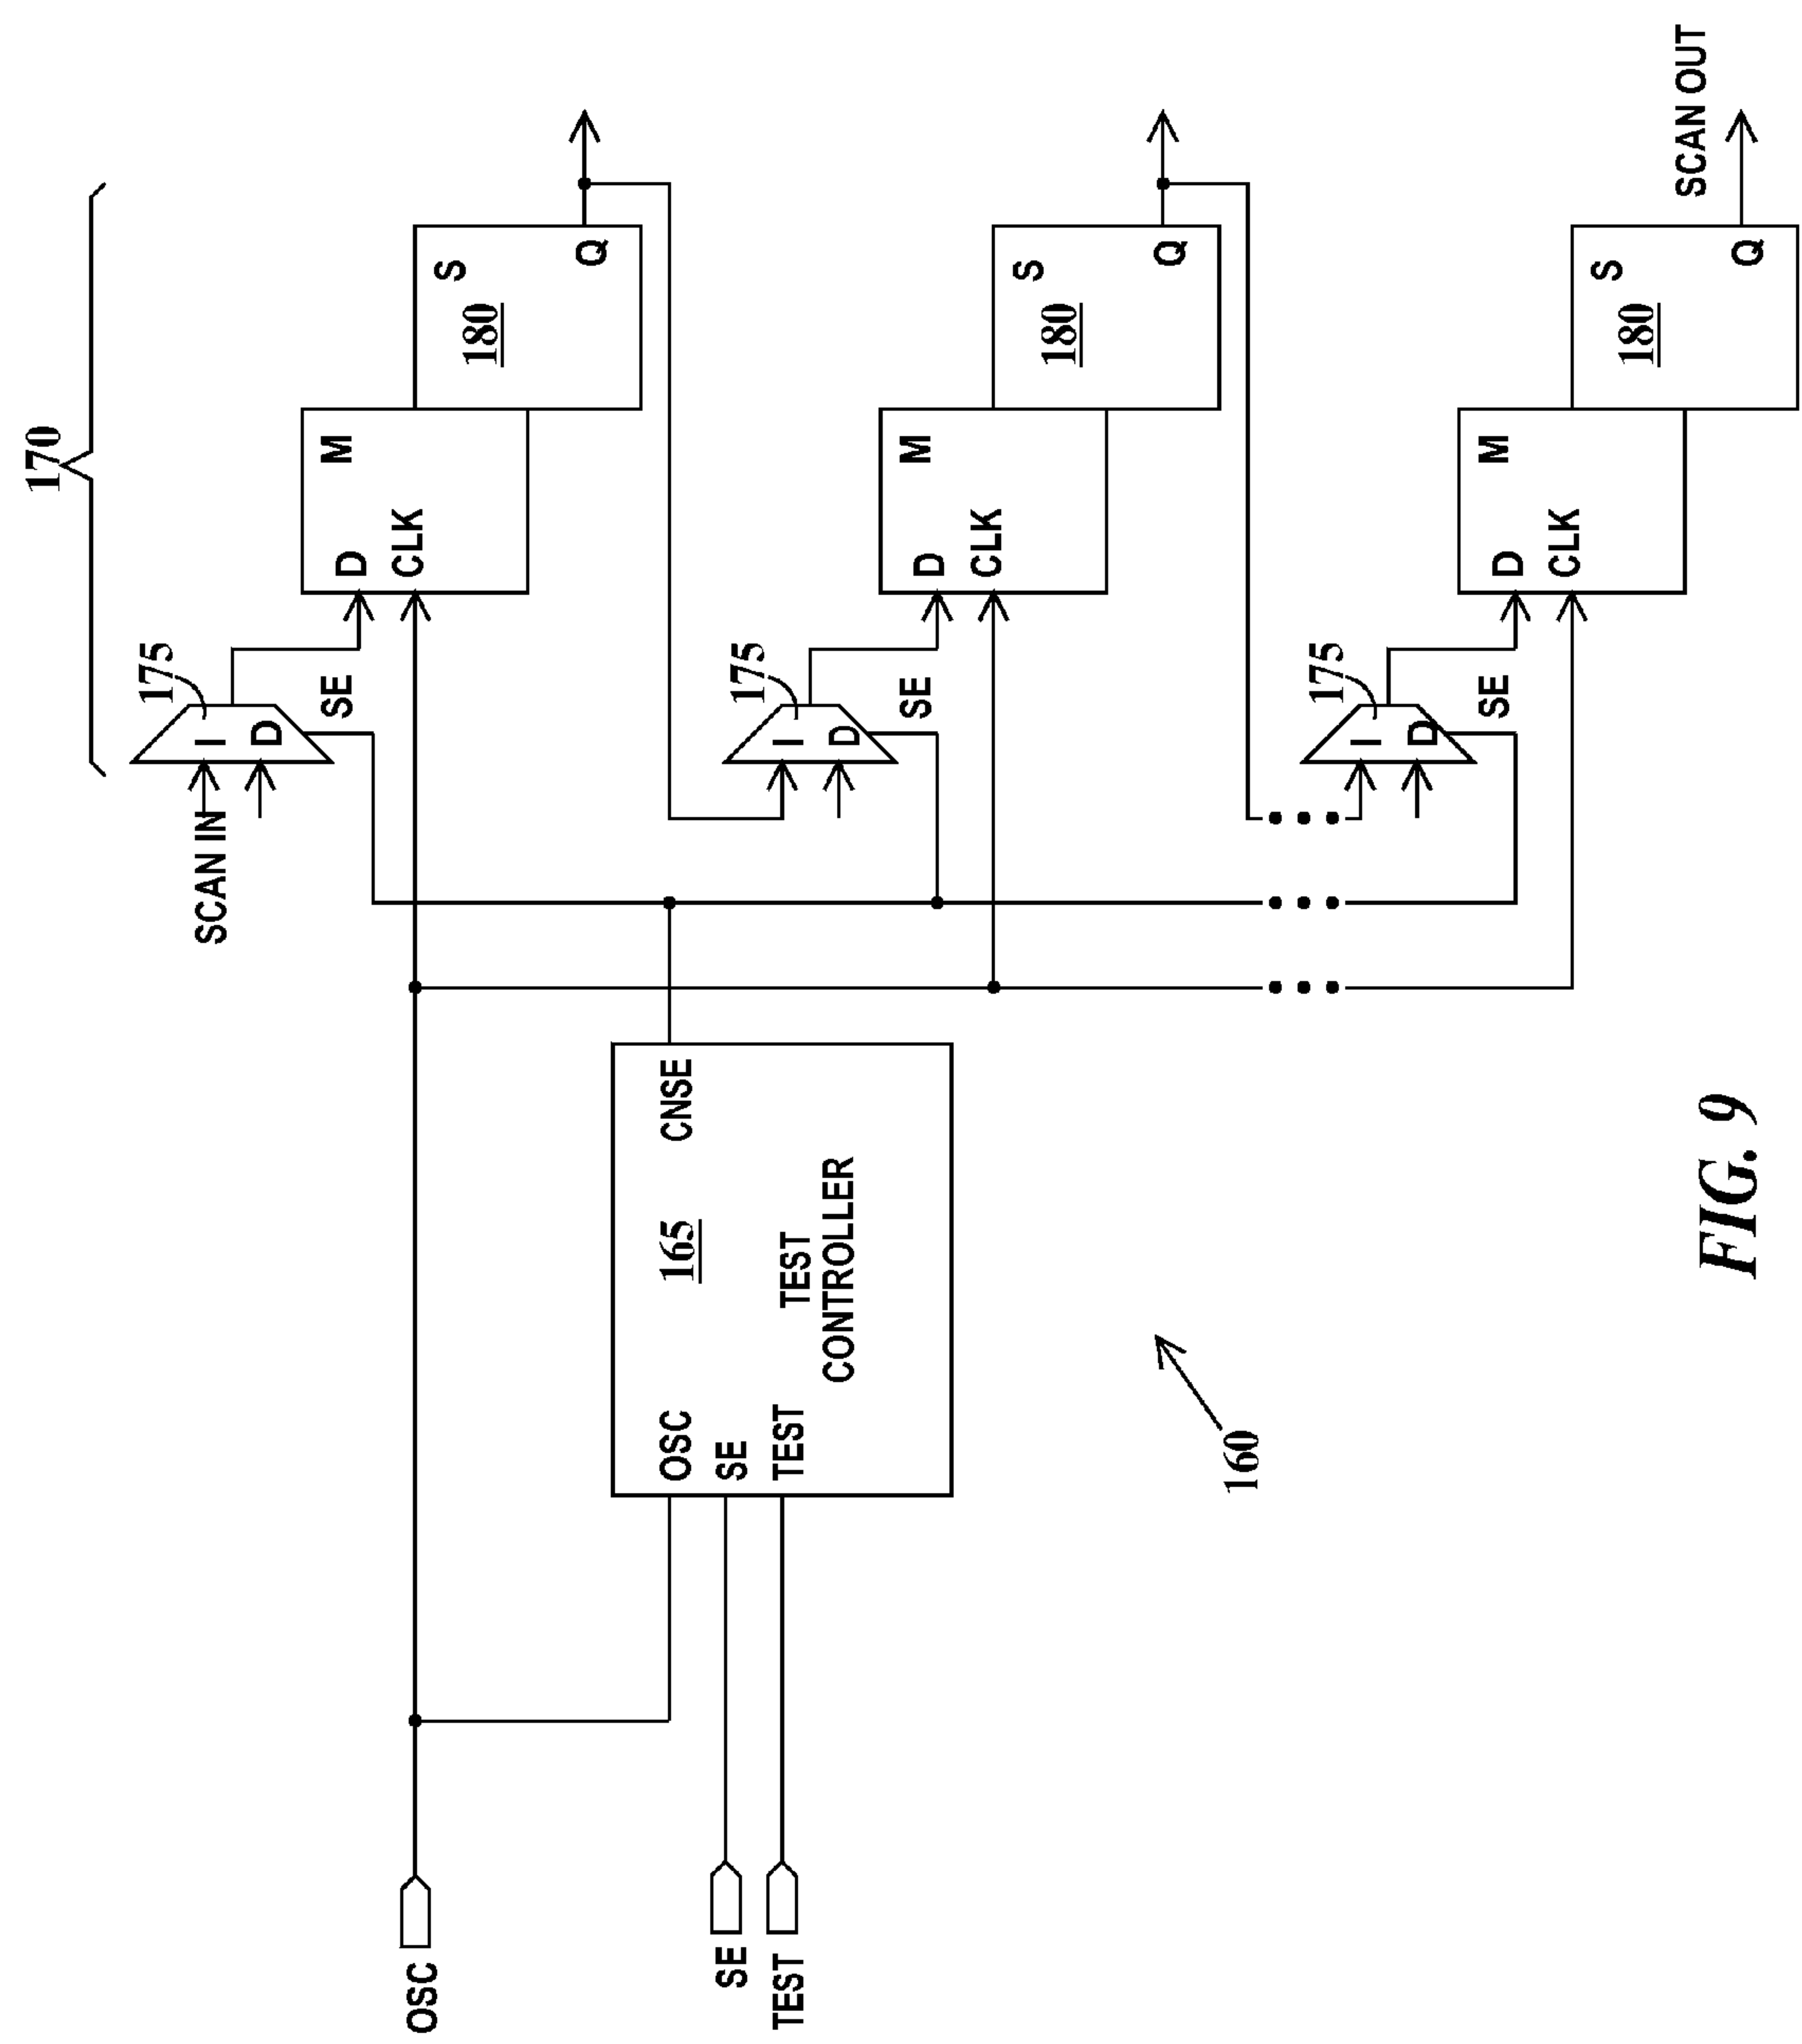 170
SCAN IN
I
D
175
SE
D
CLK
M
S
180
Q
I
D
175
SE
D
CLK
M
S
180
Q
I
D
175
SE
D
CLK
M
S
180
Q
SCAN OUT
OSC
SE
TEST
OSC
SE
TEST
165
CNSE
TEST
CONTROLLER
160
FIG. 9